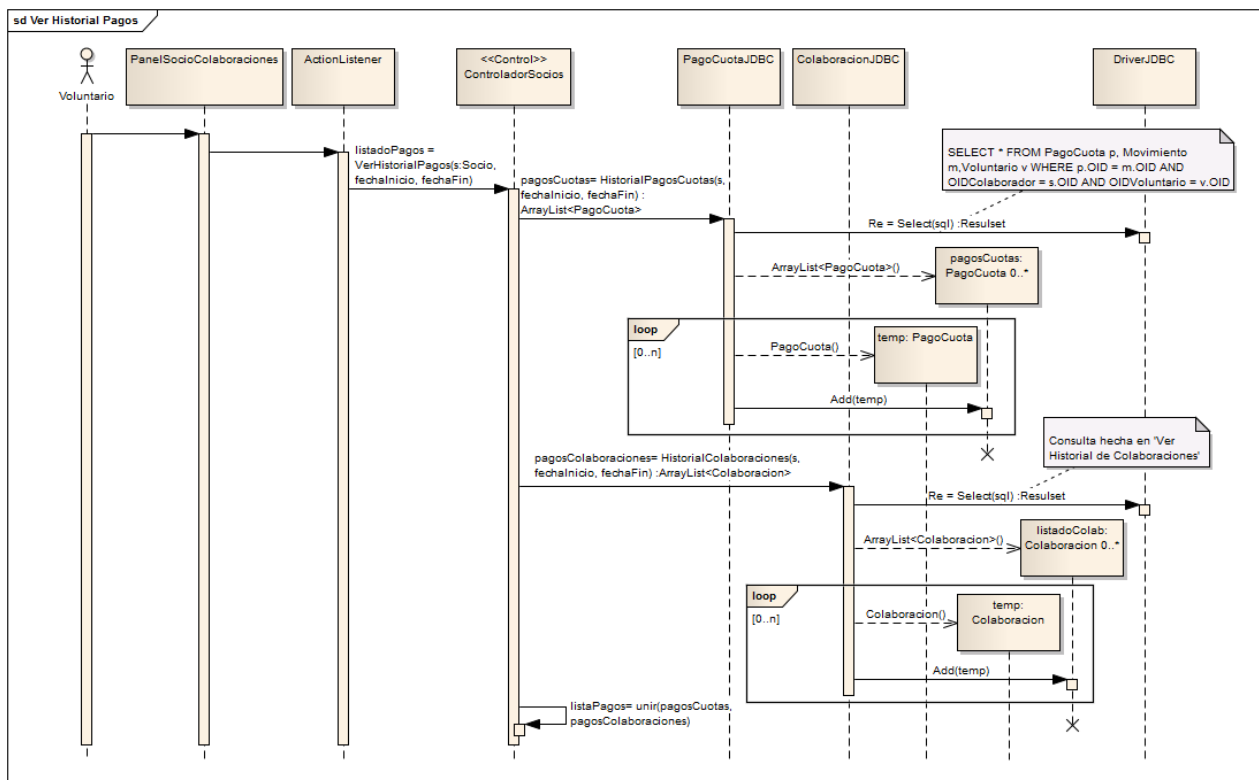 sd Ver Historial Pagos
Voluntario
PanelSocioColaboraciones
ActionListener
<<Control>>
ControladorSocios
PagoCuotaJDBC
ColaboracionJDBC
DriverJDBC
SELECT * FROM PagoCuota p, Movimiento
m,Voluntario v WHERE p.OID = m.OID AND
OIDColaborador = s.OID AND OIDVoluntario = v.OID
listadoPagos =
VerHistorialPagos(s:Socio,
fechaInicio, fechaFin)
pagosCuotas= HistorialPagosCuotas(s,
fechaInicio, fechaFin) :
ArrayList<PagoCuota>
Re = Select(sql) :Resulset
ArrayList<PagoCuota>()
pagosCuotas:
PagoCuota 0..*
loop
[0..n]
PagoCuota()
temp: PagoCuota
Add(temp)
Consulta hecha en 'Ver
Historial de Colaboraciones'
pagosColaboraciones= HistorialColaboraciones(s,
fechaInicio, fechaFin) :ArrayList<Colaboracion>
Re = Select(sql) :Resulset
ArrayList<Colaboracion>()
listadoColab:
Colaboracion 0..*
loop
[0..n]
Colaboracion()
temp:
Colaboracion
Add(temp)
listaPagos= unir(pagosCuotas,
pagosColaboraciones)